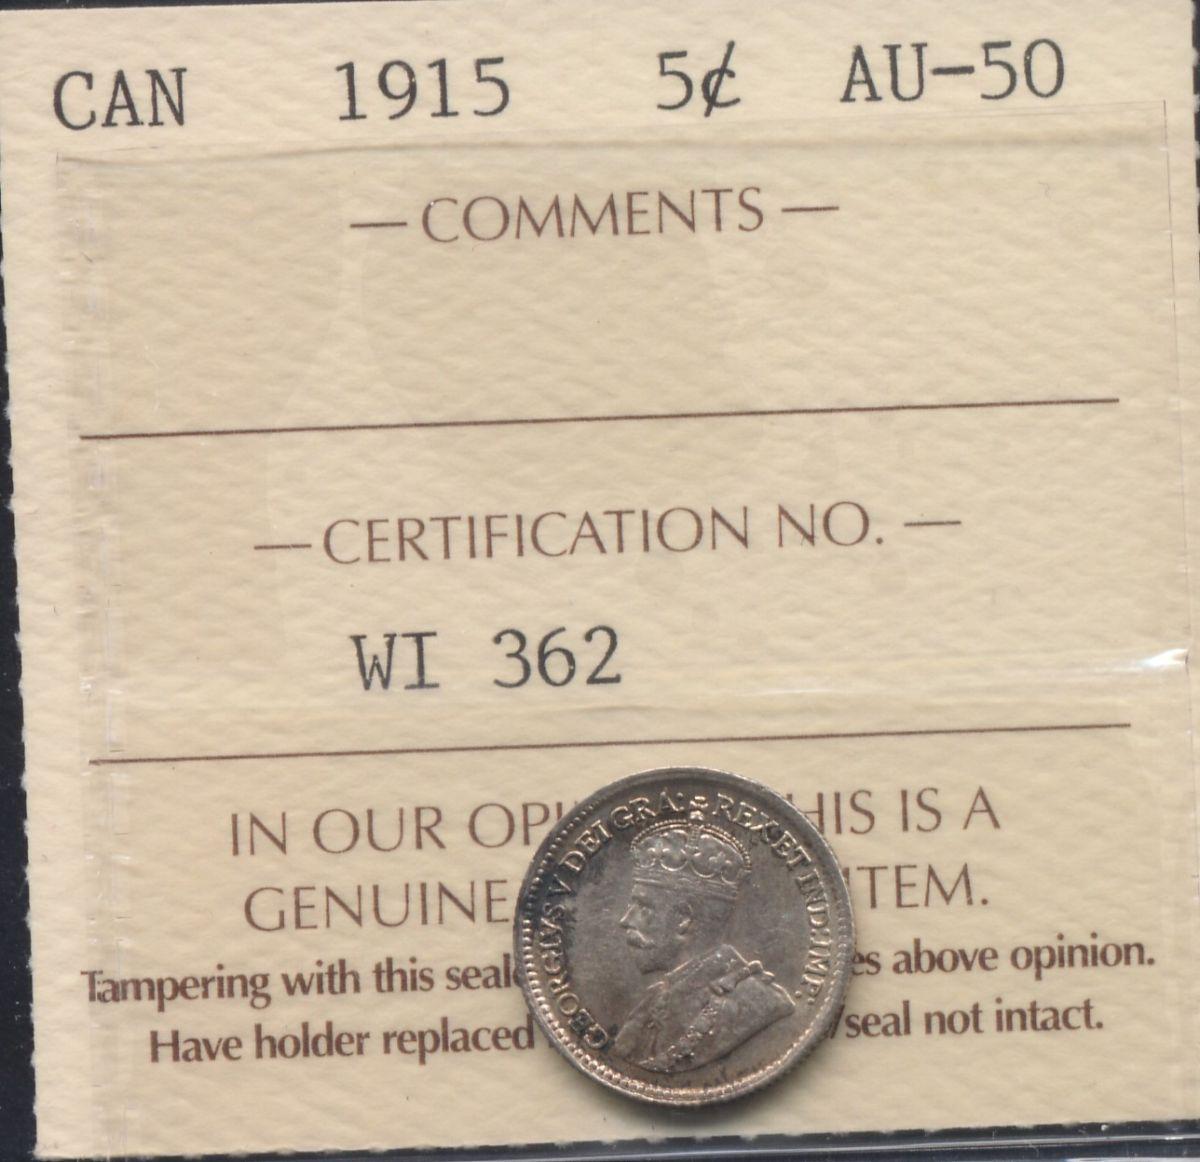 CAN 1915 5¢ AU-50
— COMMENTS —
— CERTIFICATION NO. —
WI 362
IN OUR OPI HIS IS A
GENUINE ITEM.
Tampering with this seal es above opinion.
Have holder replaced /seal not intact.
GEORGIVS V DEI GRA: REX ET IND: IMP: